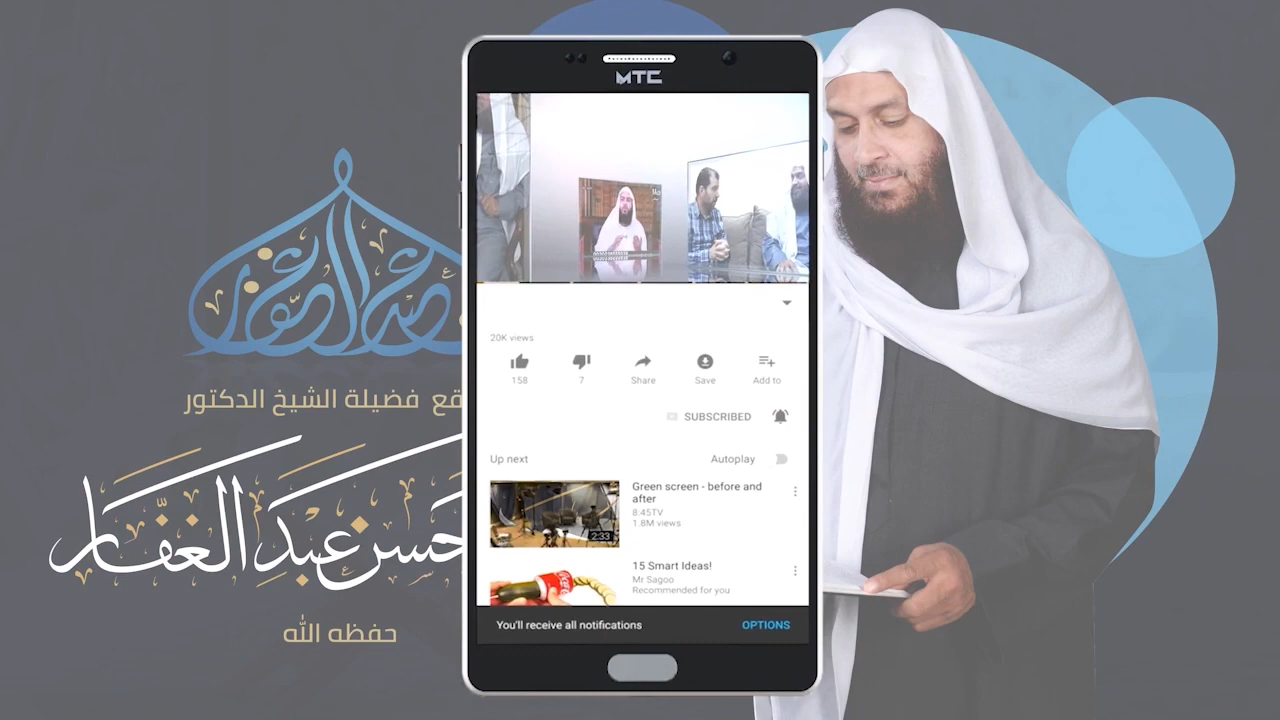 MTC
20K views
158
7
Share
Save
Add to
SUBSCRIBED
Up next
Autoplay
Green screen - before and
after
8:45TV
1.8M views
2:33
15 Smart Ideas!
Mr Sagoo
Recommended for you
You'll receive all notifications
OPTIONS
قع فضيلة الشيخ الدكتور
حسن عبد الغفار
حفظه الله